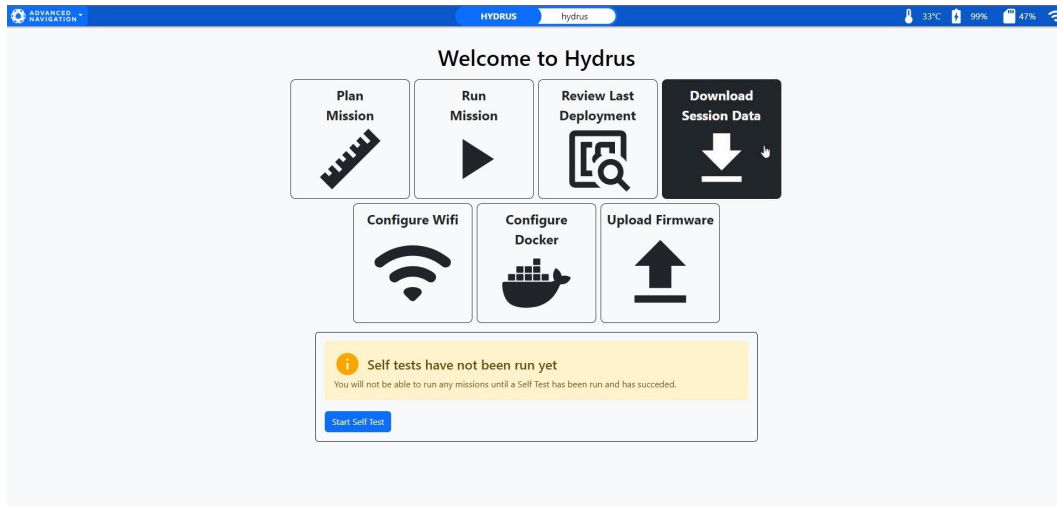 ADVANCED
NAVIGATION
HYDRUS
hydrus
33°C
99%
47%
Welcome to Hydrus
Plan
Mission
Run
Mission
Review Last
Deployment
Download
Session Data
Configure Wifi
Configure
Docker
Upload Firmware
Self tests have not been run yet
You will not be able to run any missions until a Self Test has been run and has succeded.
Start Self Test